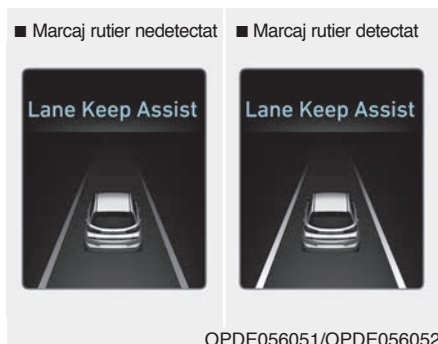 ■ Marcaj rutier nedetectat
■ Marcaj rutier detectat
Lane Keep Assist
Lane Keep Assist
OPDE056051/OPDE056052